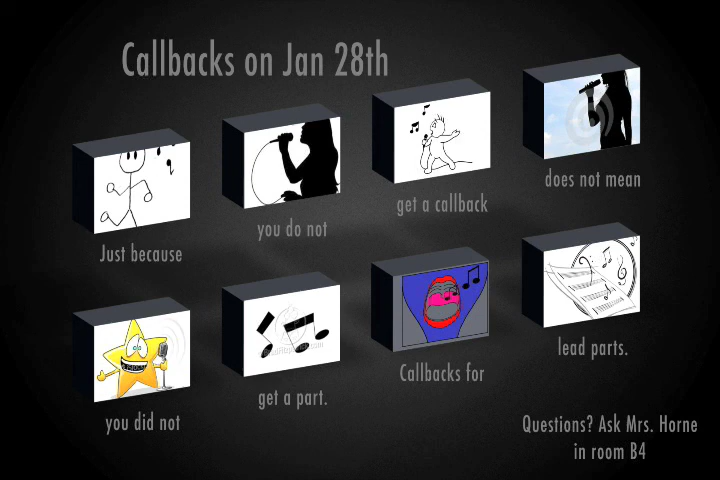 Callbacks on Jan 28th
Just because
you do not
get a callback
does not mean
you did not
get a part.
Callbacks for
lead parts.
Questions? Ask Mrs. Horne
in room B4